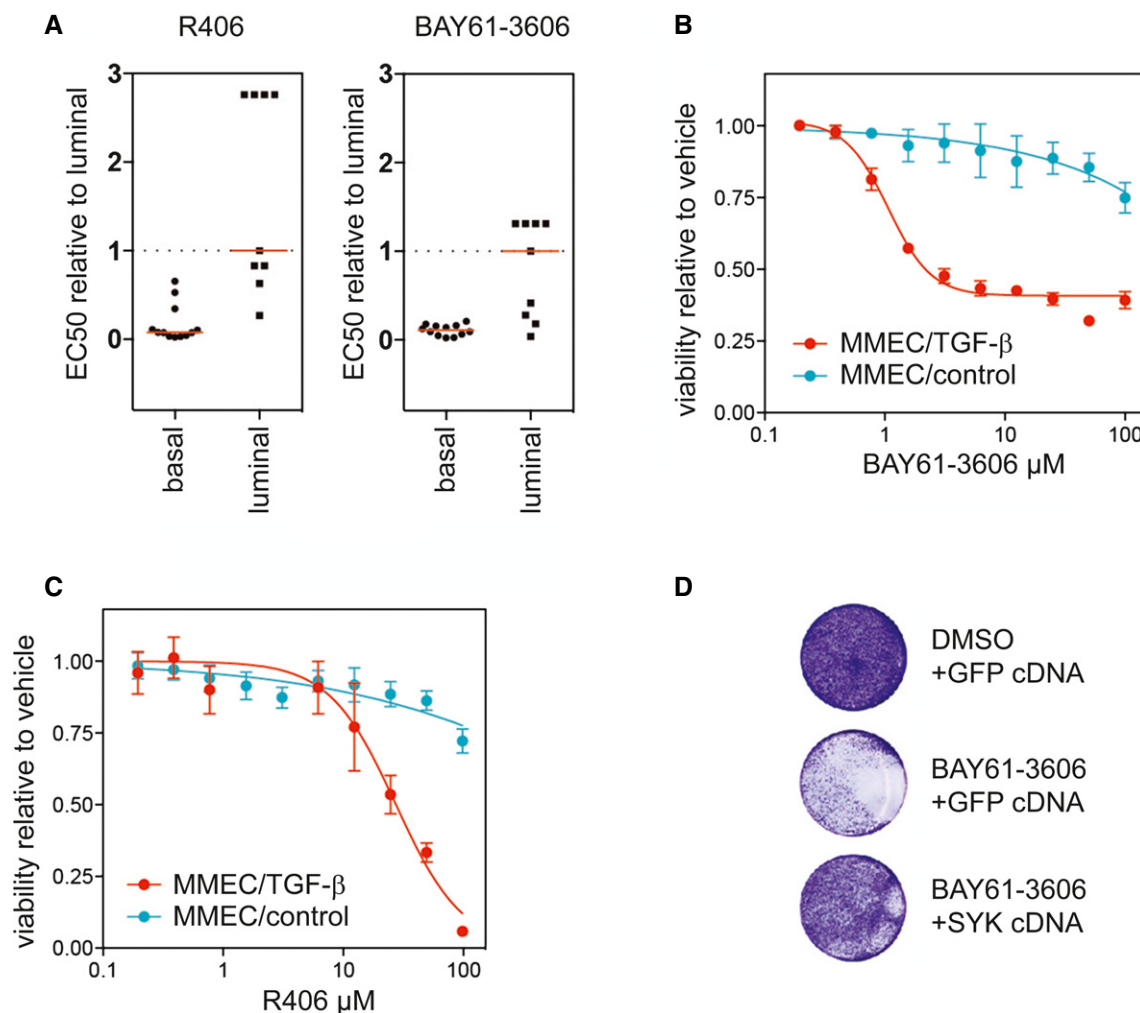 A
R406
BAY61-3606
EC50 relative to luminal
3
2
1
0
basal
luminal
EC50 relative to luminal
3
2
1
0
basal
luminal
B
viability relative to vehicle
1.00
0.75
0.50
0.25
0.00
MMEC/TGF-β
MMEC/control
0.1
1
10
100
BAY61-3606 μM
C
viability relative to vehicle
1.00
0.75
0.50
0.25
0.00
MMEC/TGF-β
MMEC/control
0.1
1
10
100
R406 μM
D
DMSO
+GFP cDNA
BAY61-3606
+GFP cDNA
BAY61-3606
+SYK cDNA